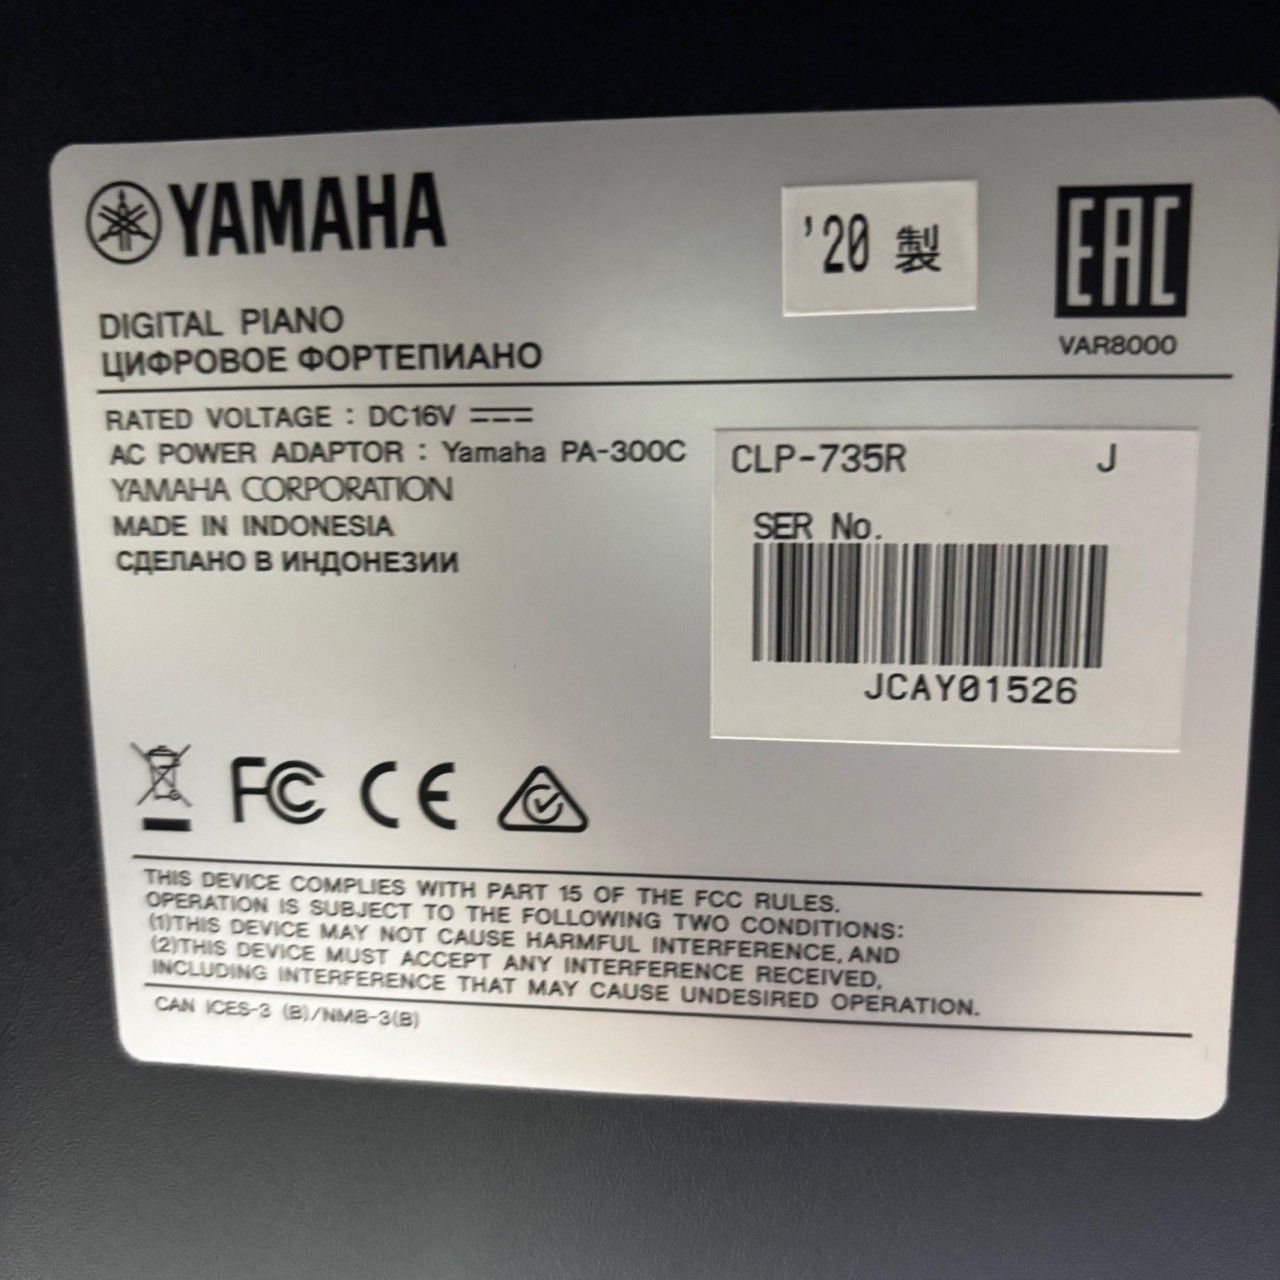 YAMAHA
'20 製
EAC
VAR8000
DIGITAL PIANO
ЦИФРОВОЕ ФОРТЕПИАНО
RATED VOLTAGE : DC16V
AC POWER ADAPTOR : Yamaha PA-300C
YAMAHA CORPORATION
MADE IN INDONESIA
СДЕЛАНО В ИНДОНЕЗИИ
CLP-735R J
SER No.
JCAY01526
FC CE
THIS DEVICE COMPLIES WITH PART 15 OF THE FCC RULES.
OPERATION IS SUBJECT TO THE FOLLOWING TWO CONDITIONS:
(1)THIS DEVICE MAY NOT CAUSE HARMFUL INTERFERENCE, AND
(2)THIS DEVICE MUST ACCEPT ANY INTERFERENCE RECEIVED,
INCLUDING INTERFERENCE THAT MAY CAUSE UNDESIRED OPERATION.
CAN ICES-3 (B)/NMB-3(B)